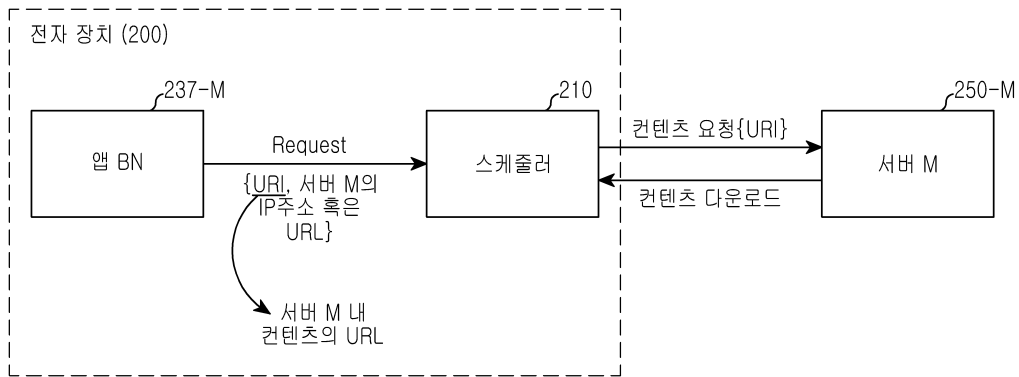 전자 장치 (200)
237-M
210
250-M
앱 BN
Request
{URI, 서버 M의
IP주소 혹은
URL}
스케줄러
컨텐츠 요청{URI}
컨텐츠 다운로드
서버 M
서버 M 내
컨텐츠의 URL